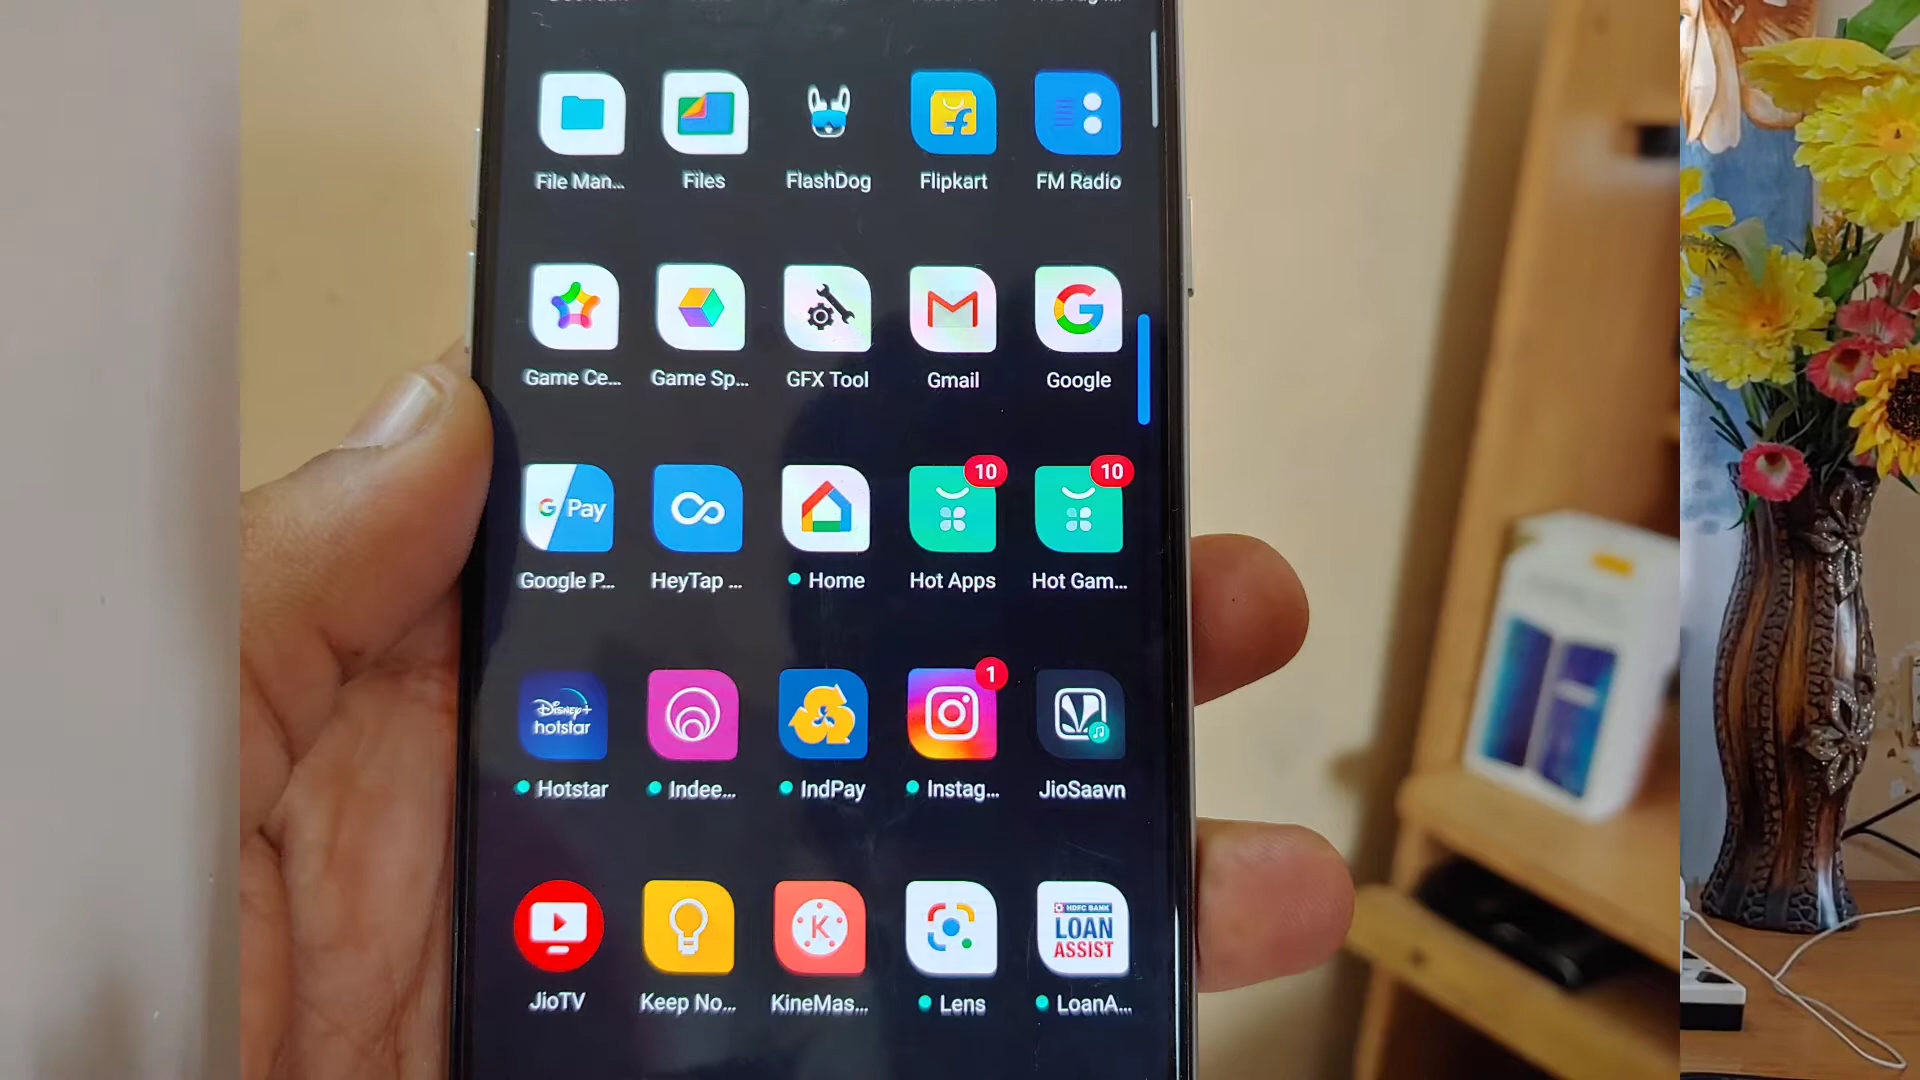 File Man...
Files
FlashDog
Flipkart
FM Radio
Game Ce...
Game Sp...
GFX Tool
Gmail
Google
G Pay
10
10
Google P...
HeyTap ...
Home
Hot Apps
Hot Gam...
Disney+
hotstar
1
Hotstar
Indee...
IndPay
Instag...
JioSaavn
K
HDFC BANK
LOAN
ASSIST
JioTV
Keep No...
KineMas...
Lens
LoanA...